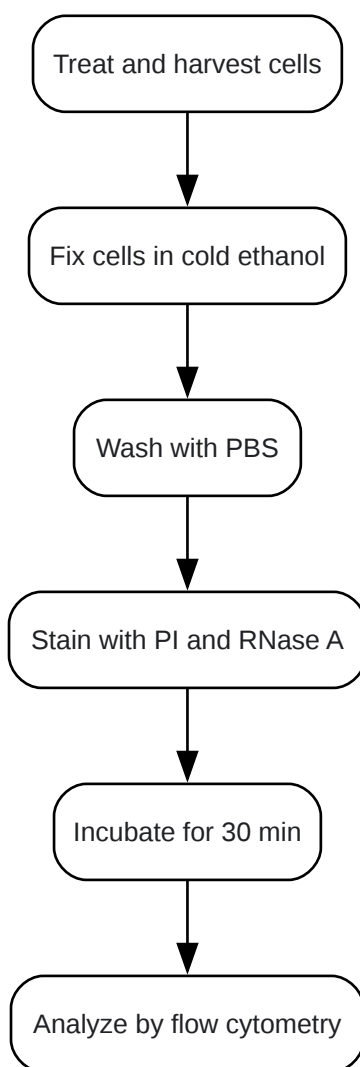 Treat and harvest cells
Fix cells in cold ethanol
Wash with PBS
Stain with PI and RNase A
Incubate for 30 min
Analyze by flow cytometry